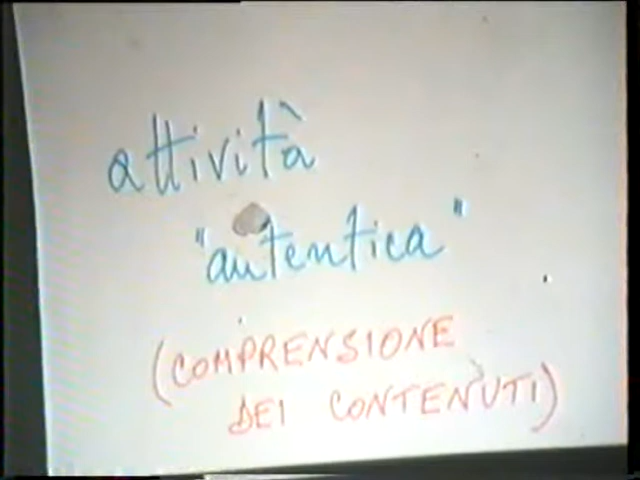 attività
"autentica"
(COMPRENSIONE
DEI CONTENUTI)